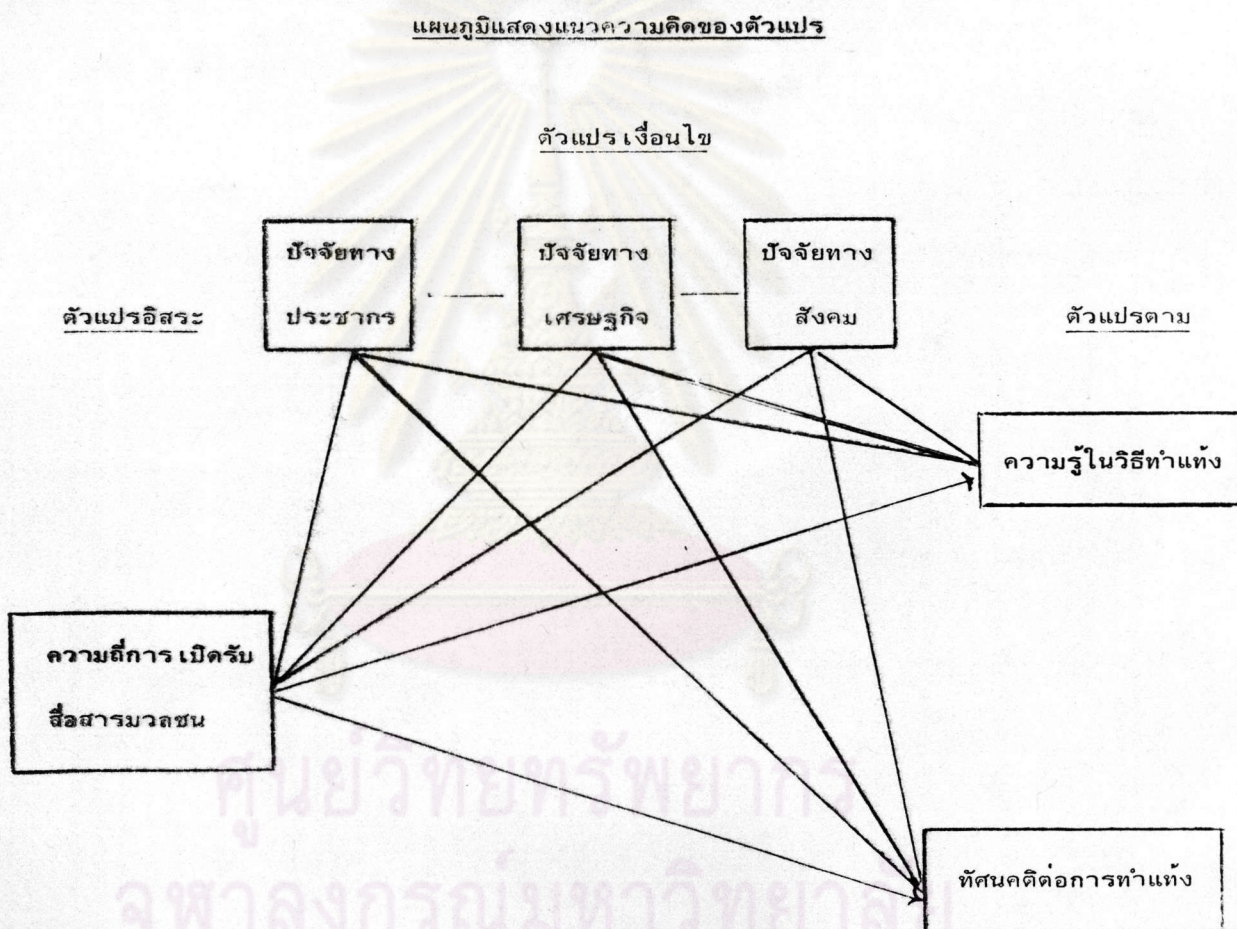 แผนภูมิแสดงแนวความคิดของตัวแปร
ตัวแปรเงื่อนไข
ปัจจัยทาง
ประชากร
ปัจจัยทาง
เศรษฐกิจ
ปัจจัยทาง
สังคม
ตัวแปรอิสระ
ตัวแปรตาม
ความรู้ในวิธีทำแท้ง
ความถี่การเปิดรับ
สื่อสารมวลชน
ทัศนคติต่อการทำแท้ง
ศูนย์วิทยทรัพยากร
จุฬาลงกรณ์มหาวิทยาลัย